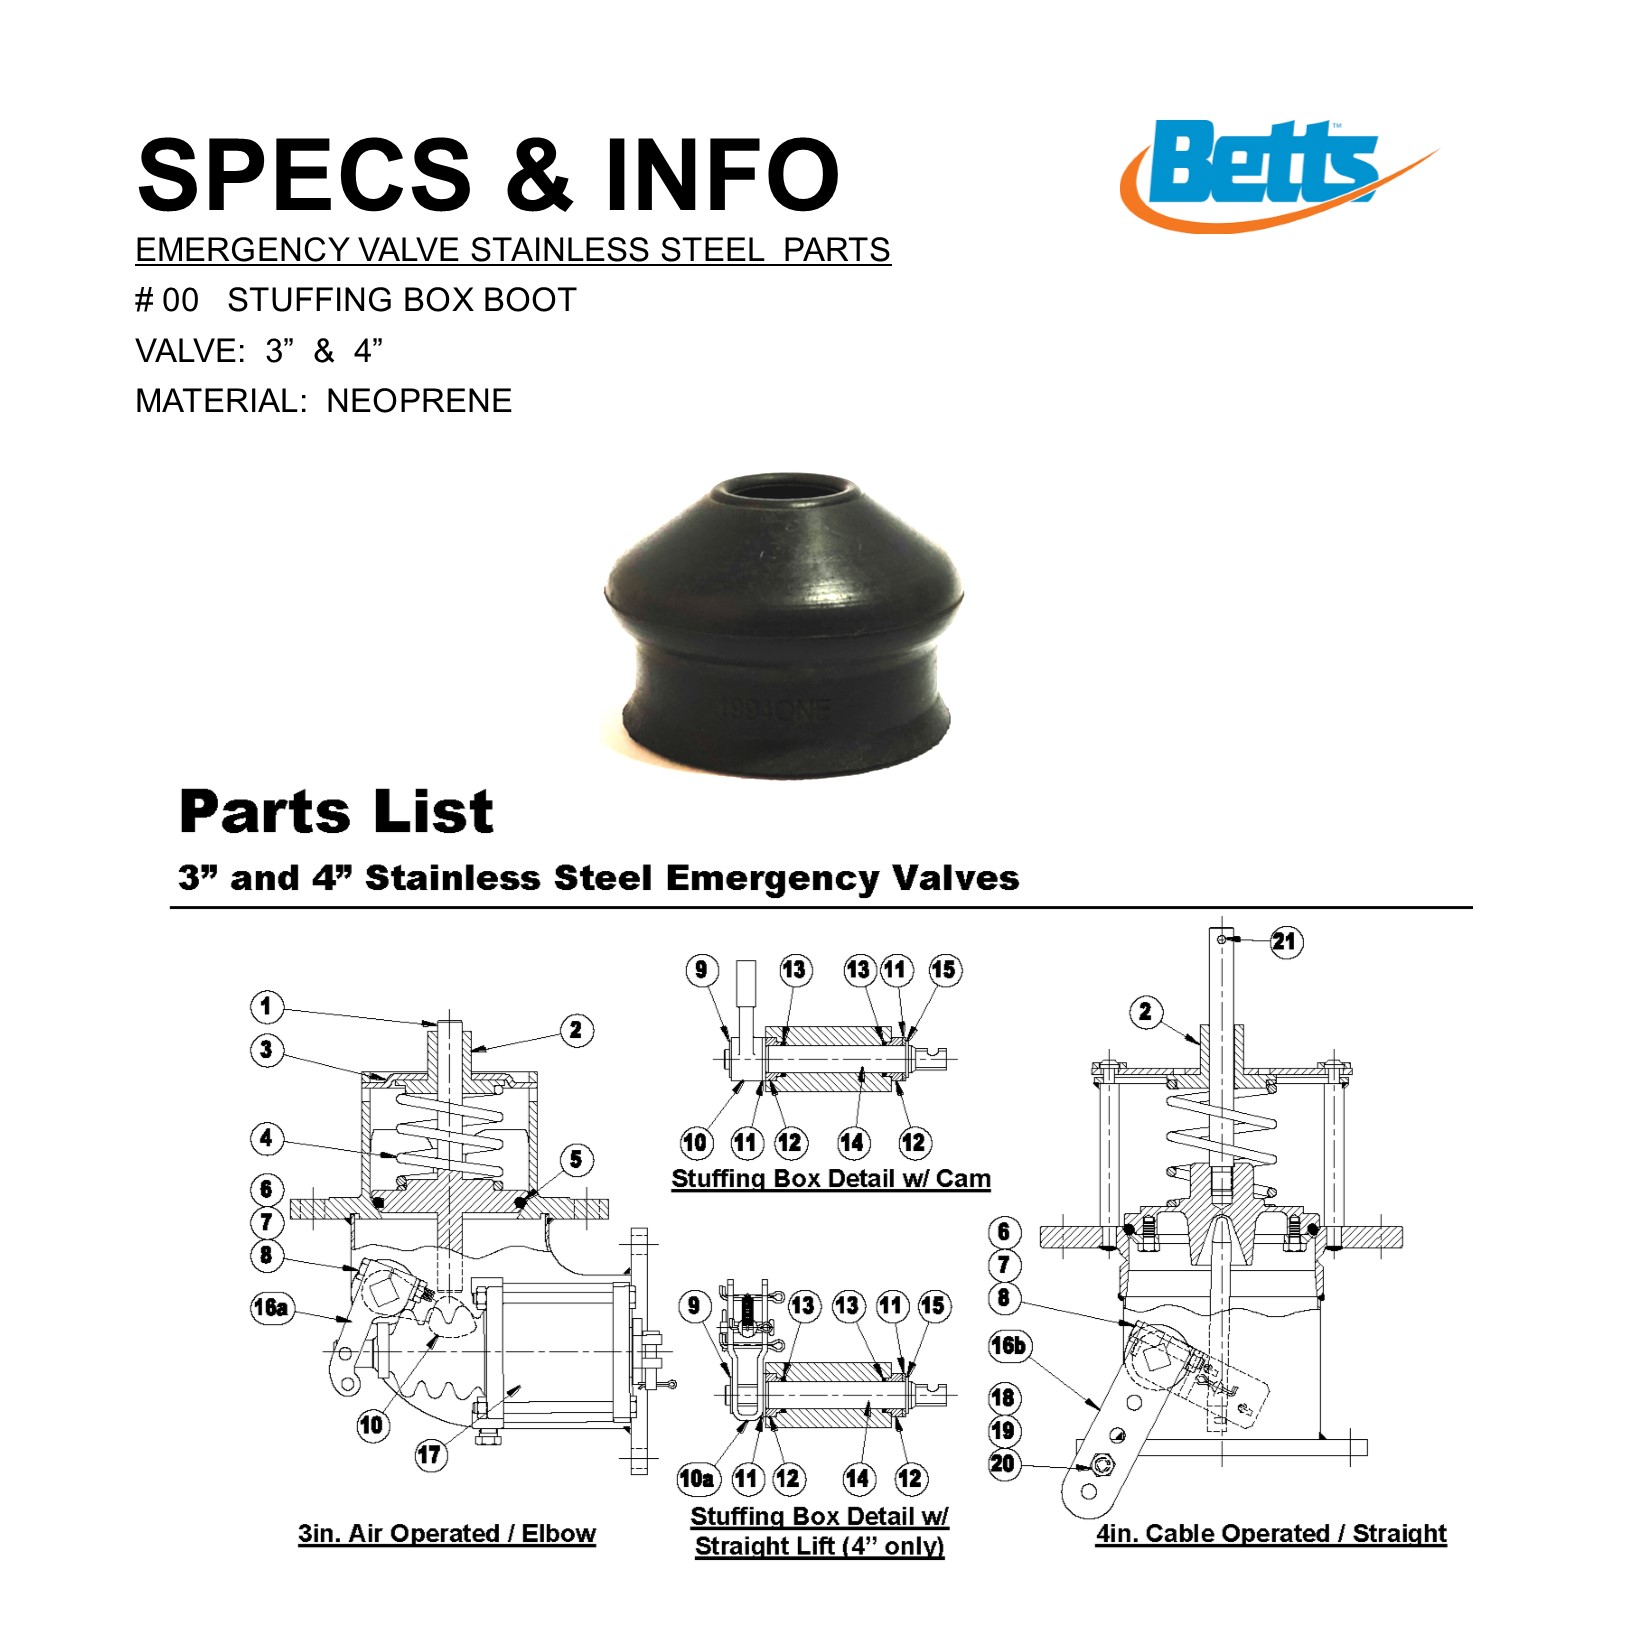 SPECS & INFO
Betts™
EMERGENCY VALVE STAINLESS STEEL  PARTS
# 00   STUFFING BOX BOOT
VALVE:  3”  &  4”
MATERIAL:  NEOPRENE
Parts List
3” and 4” Stainless Steel Emergency Valves
1
2
3
4
5
6
7
8
16a
10
17
3in. Air Operated / Elbow
9
13
13
11
15
10
11
12
14
12
Stuffing Box Detail w/ Cam
9
13
13
11
15
10a
11
12
14
12
Stuffing Box Detail w/
Straight Lift (4” only)
21
2
6
7
8
16b
18
19
20
4in. Cable Operated / Straight